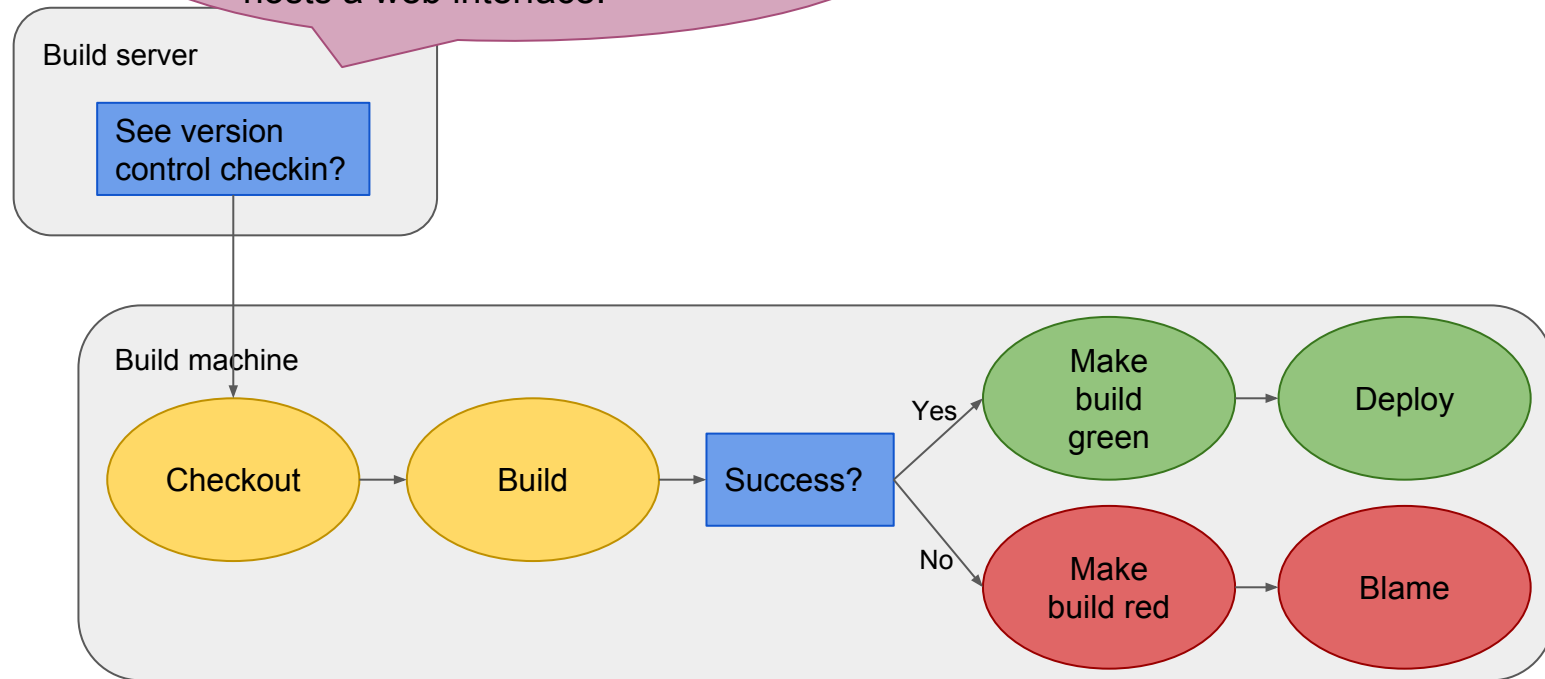 Build server
See version
control checkin?
Build machine
Checkout
Build
Success?
Yes
No
Make
build
green
Deploy
Make
build red
Blame